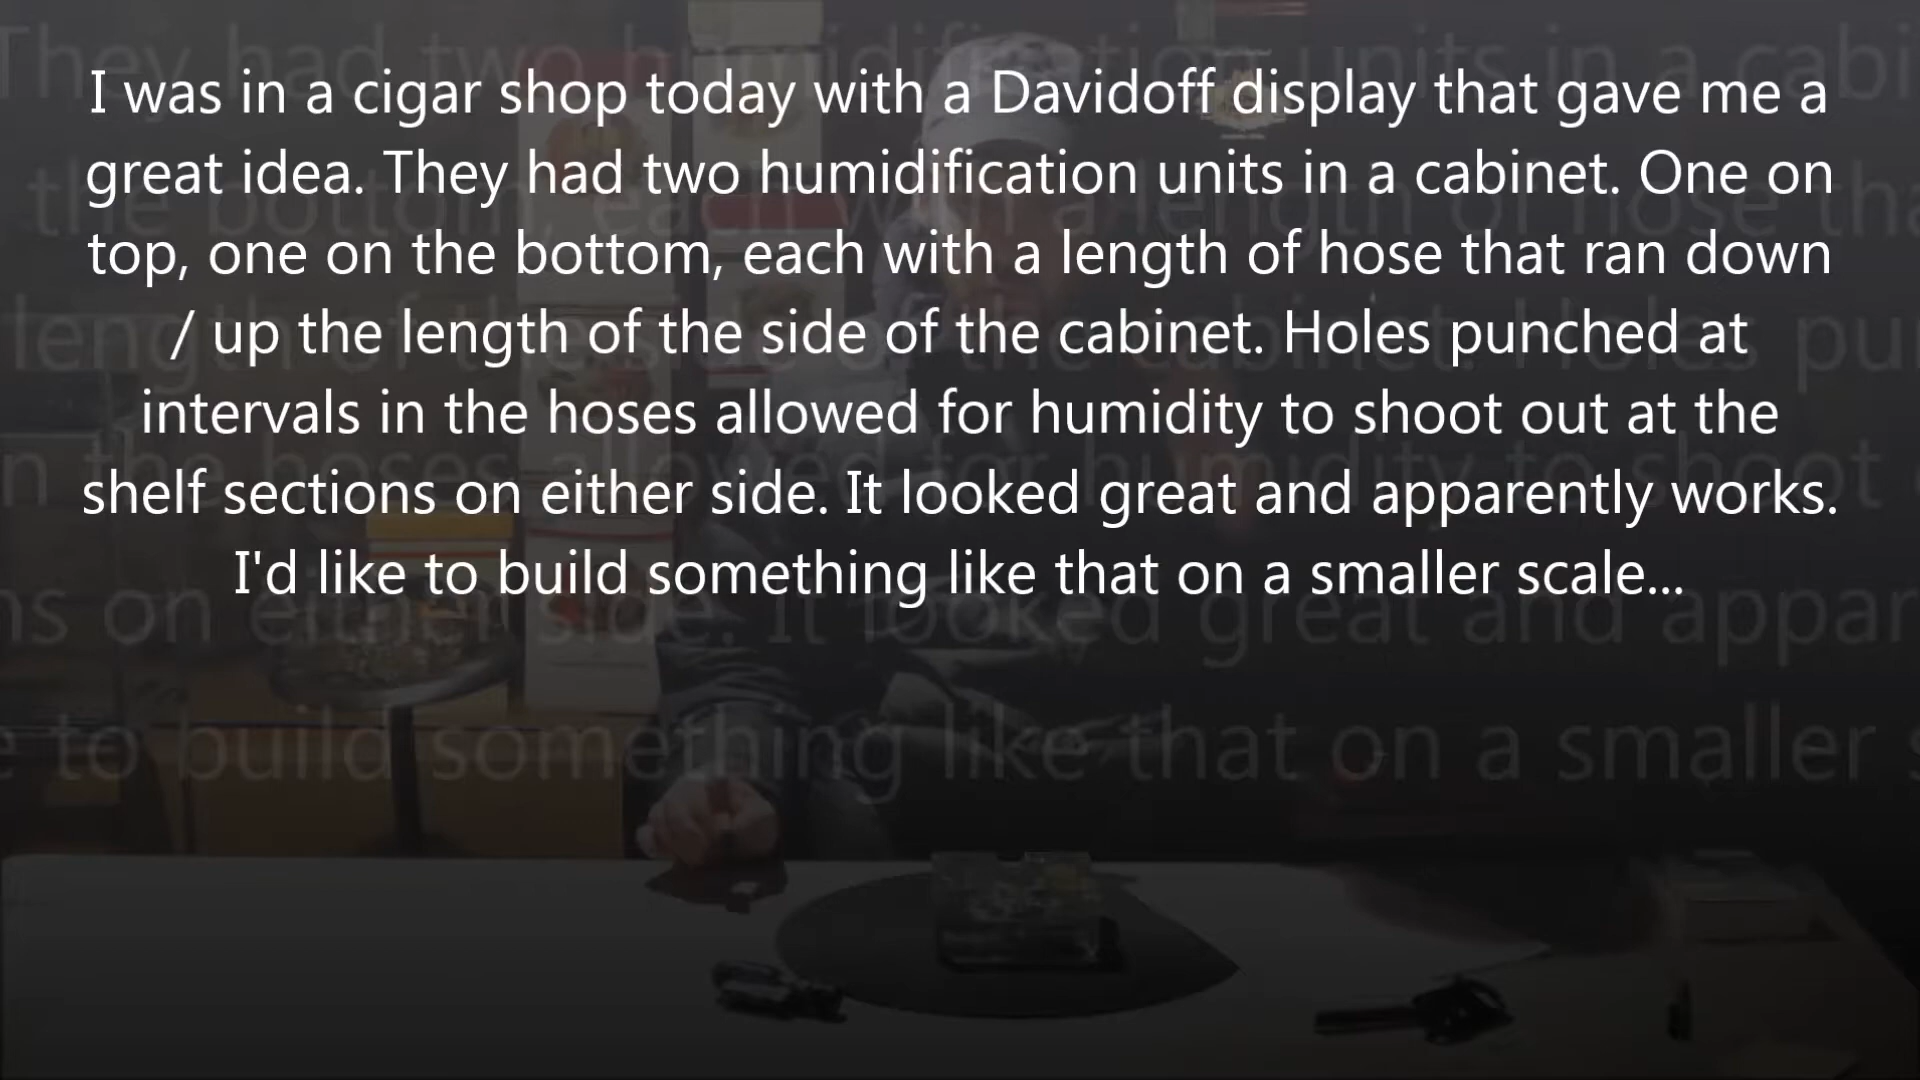 I was in a cigar shop today with a Davidoff display that gave me a
great idea. They had two humidification units in a cabinet. One on
top, one on the bottom, each with a length of hose that ran down
/ up the length of the side of the cabinet. Holes punched at
intervals in the hoses allowed for humidity to shoot out at the
shelf sections on either side. It looked great and apparently works.
I'd like to build something like that on a smaller scale...